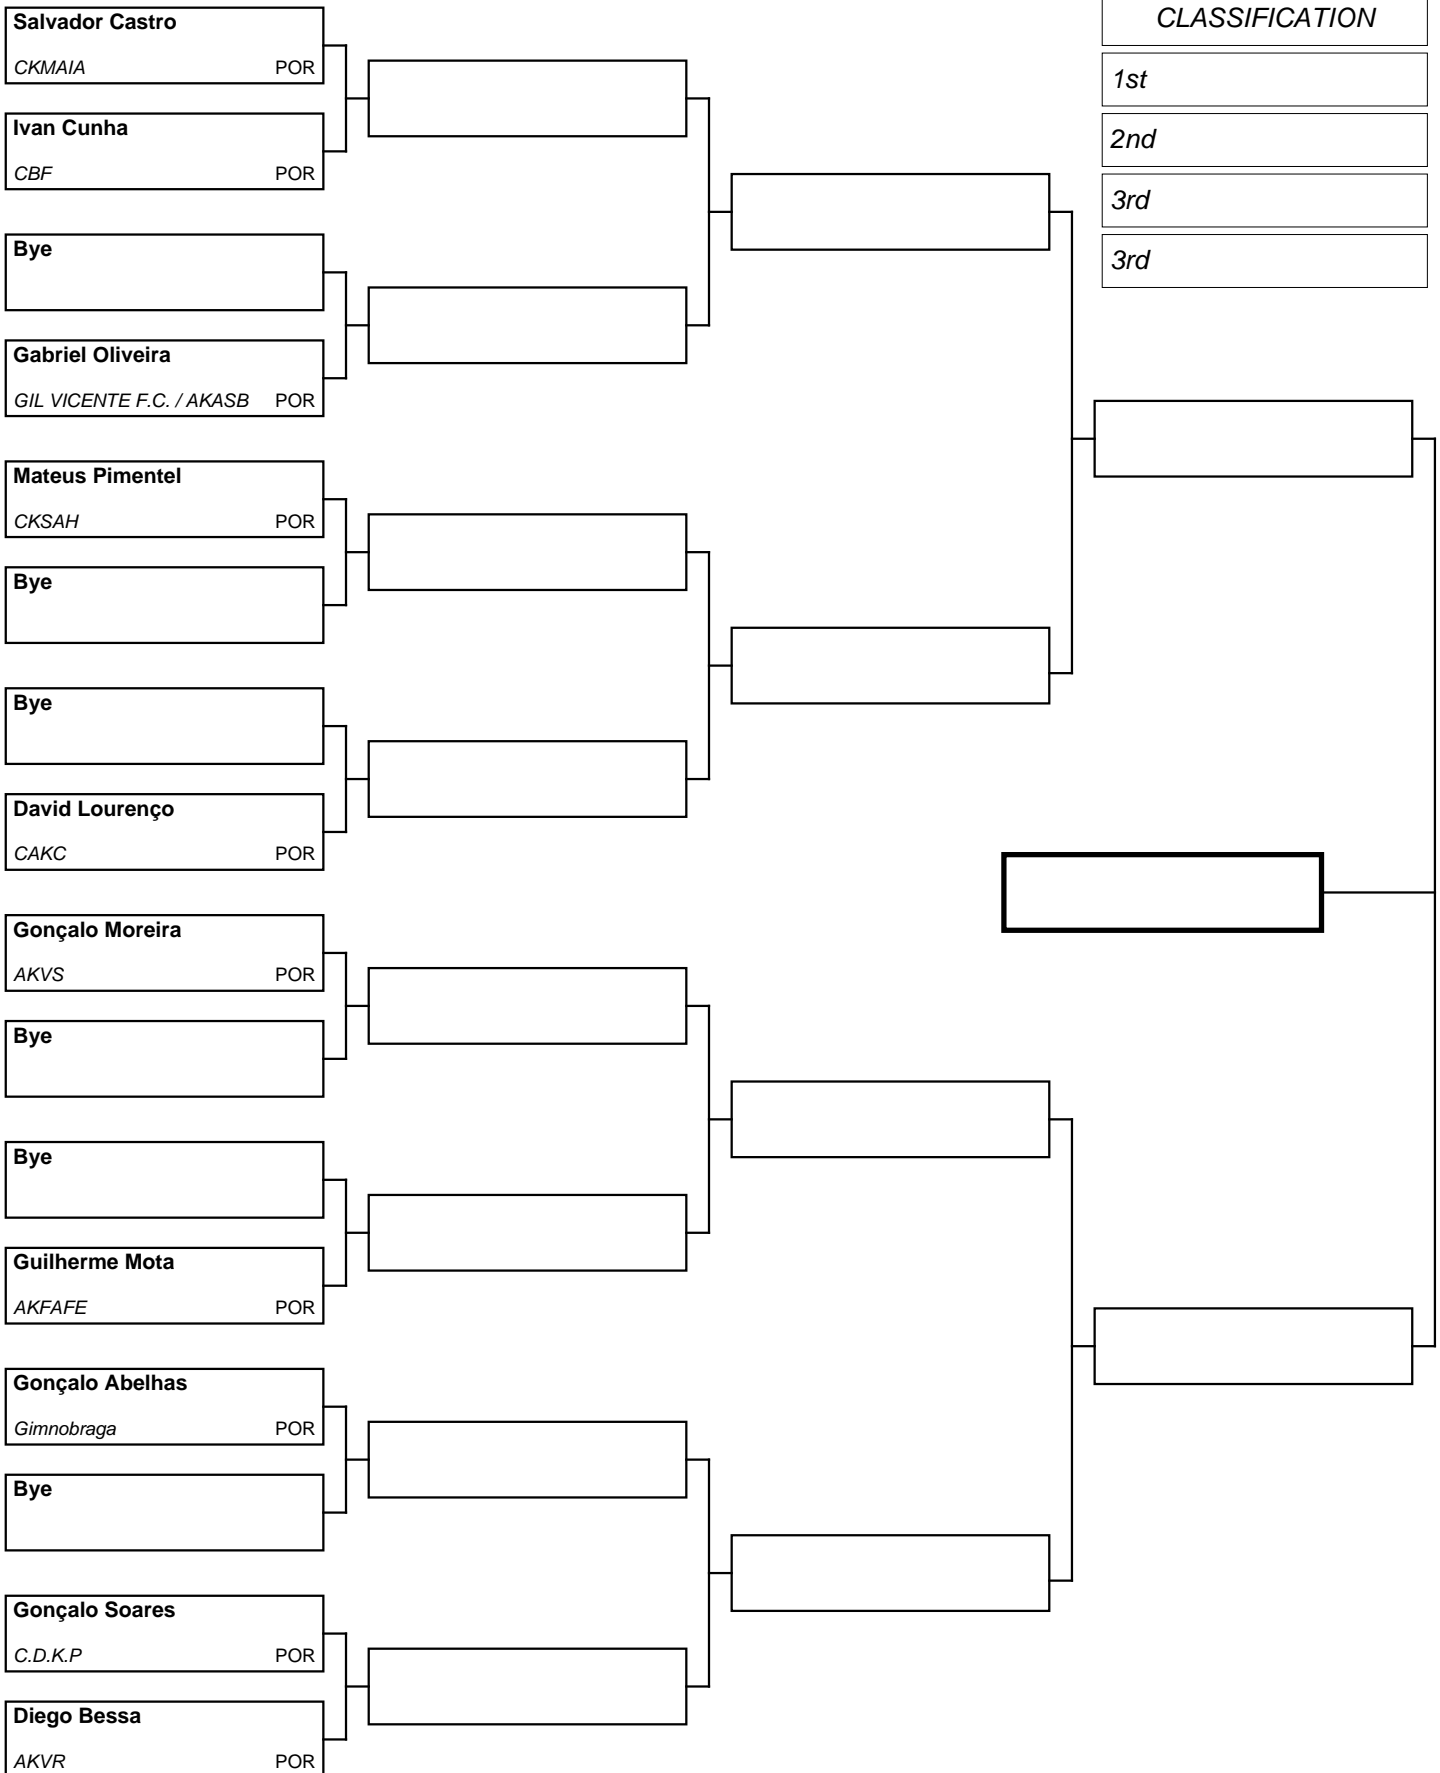 Salvador Castro
CKMAIA POR
Ivan Cunha
CBF POR
Bye
Gabriel Oliveira
GIL VICENTE F.C. / AKASB POR
Mateus Pimentel
CKSAH POR
Bye
Bye
David Lourenço
CAKC POR
Gonçalo Moreira
AKVS POR
Bye
Bye
Guilherme Mota
AKFAFE POR
Gonçalo Abelhas
Gimnobraga POR
Bye
Gonçalo Soares
C.D.K.P POR
Diego Bessa
AKVR POR
CLASSIFICATION
1st
2nd
3rd
3rd